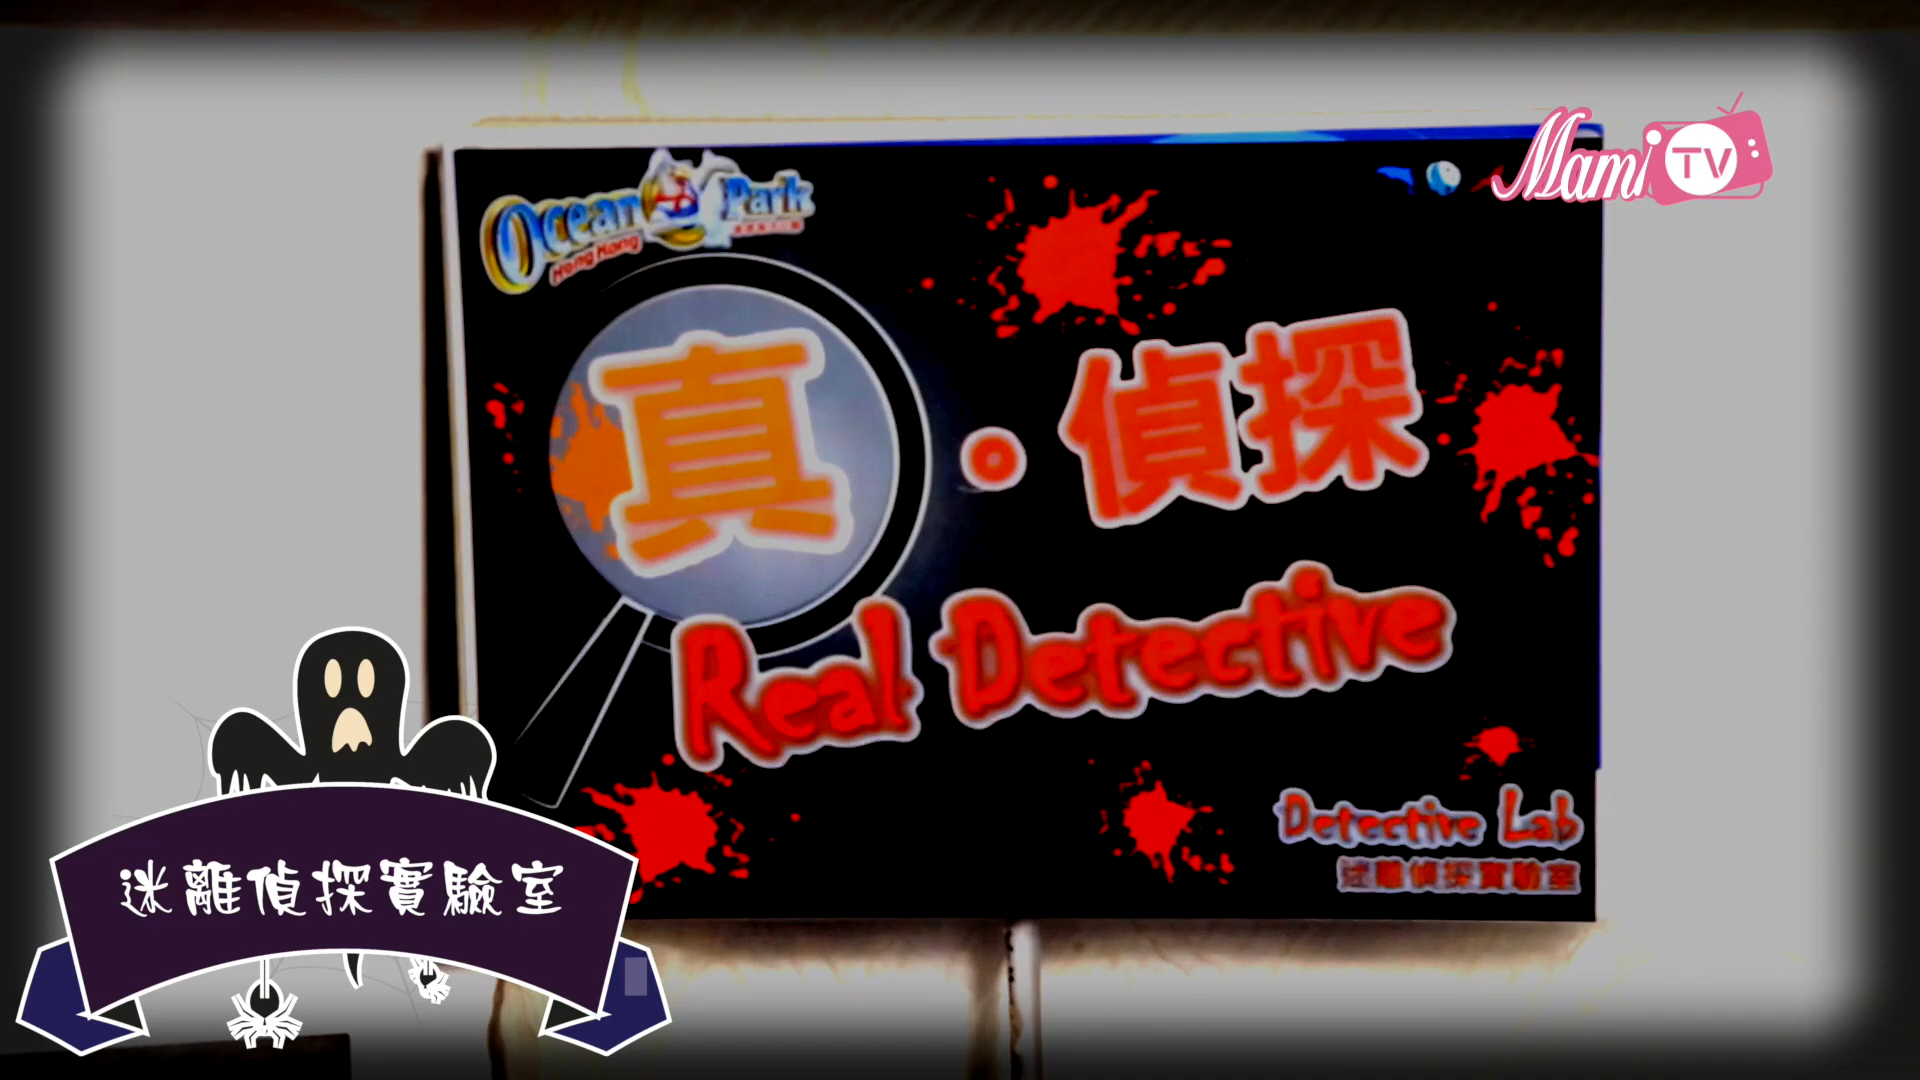 Mami TV
Ocean Park
Hong Kong
真・偵探
Real Detective
Detective Lab
迷離偵探實驗室
迷離偵探實驗室